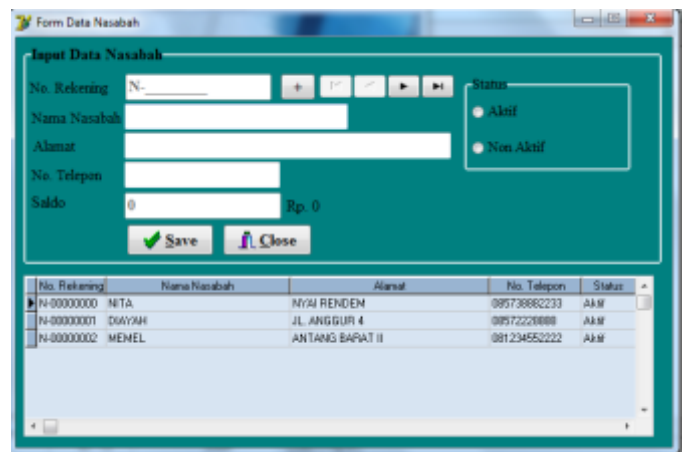 Form Data Nasabah
Input Data Nasabah
No. Rekening N-________ +
Nama Nasabah
Alamat
No. Telepon
Saldo 0 Rp. 0
Status
Aktif
Non Aktif
Save Close
No. Rekening Nama Nasabah Alamat No. Telepon Status
N-00000000 NITA NYAI RENDEM 085738882233 Aktif
N-00000001 DIAYAH JL. ANGGUR 4 08572228888 Aktif
N-00000002 MEMEL ANTANG BARAT II 081234552222 Aktif